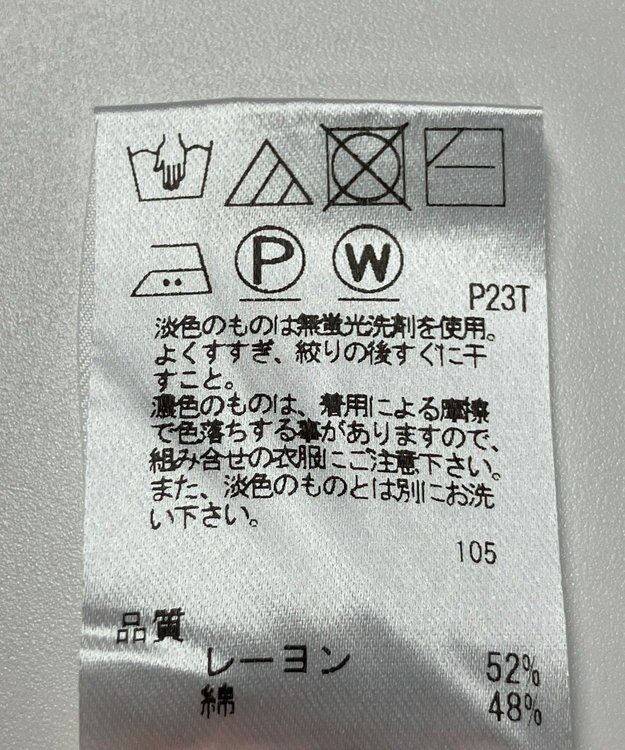 P W
P23T
淡色のものは無蛍光洗剤を使用。
よくすすぎ、絞りの後すぐに干
すこと。
濃色のものは、着用による摩擦
で色落ちする事がありますので、
組み合せの衣服にご注意下さい。
また、淡色のものとは別にお洗
い下さい。
105
品質
レーヨン 52%
綿 48%